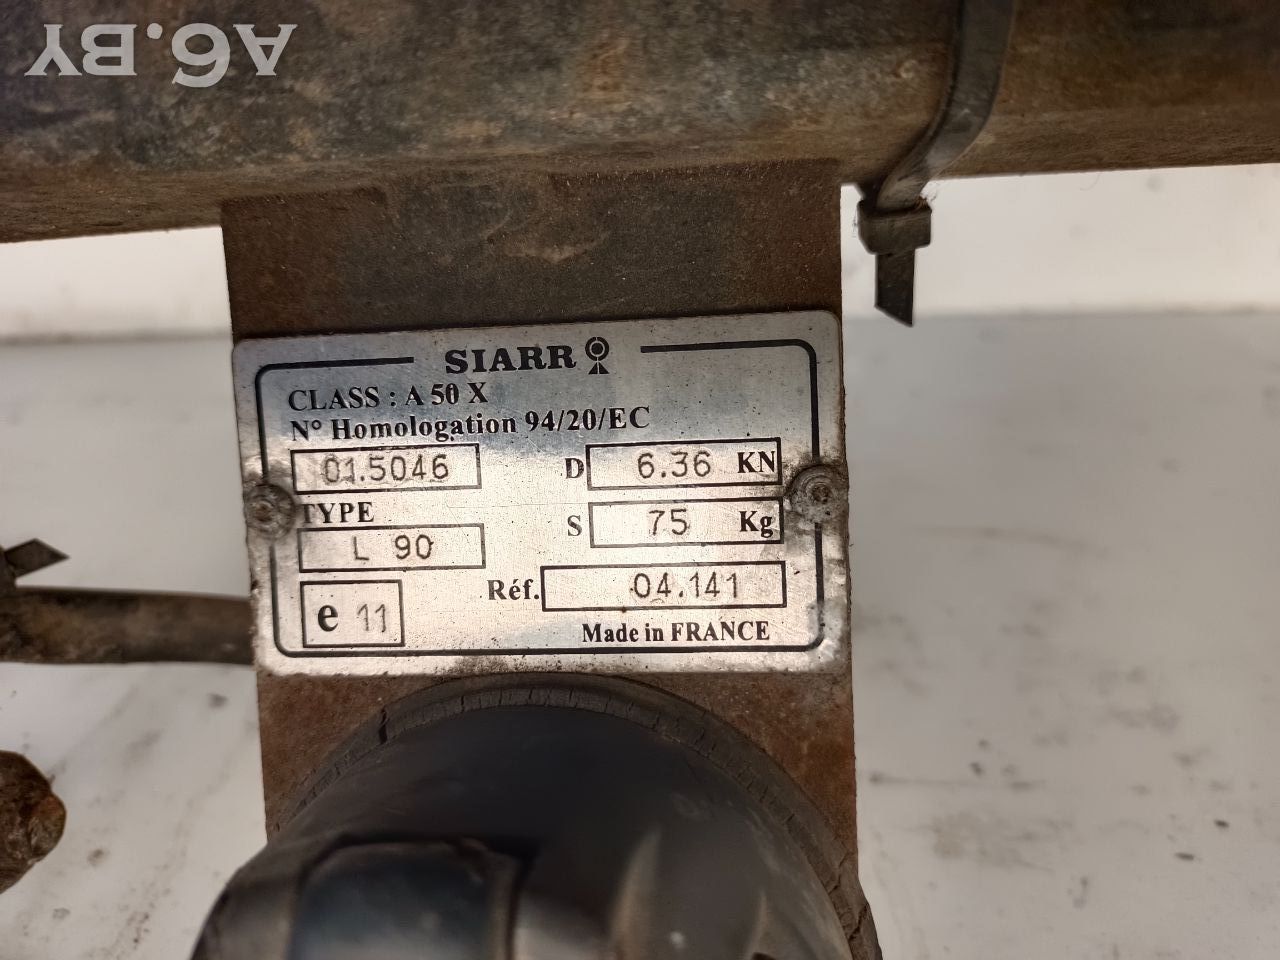 A6.BY
SIARR
CLASS : A 50 X
N° Homologation 94/20/EC
01.5046
D 6.36 KN
TYPE
S 75 Kg
L 90
Réf. 04.141
e 11
Made in FRANCE